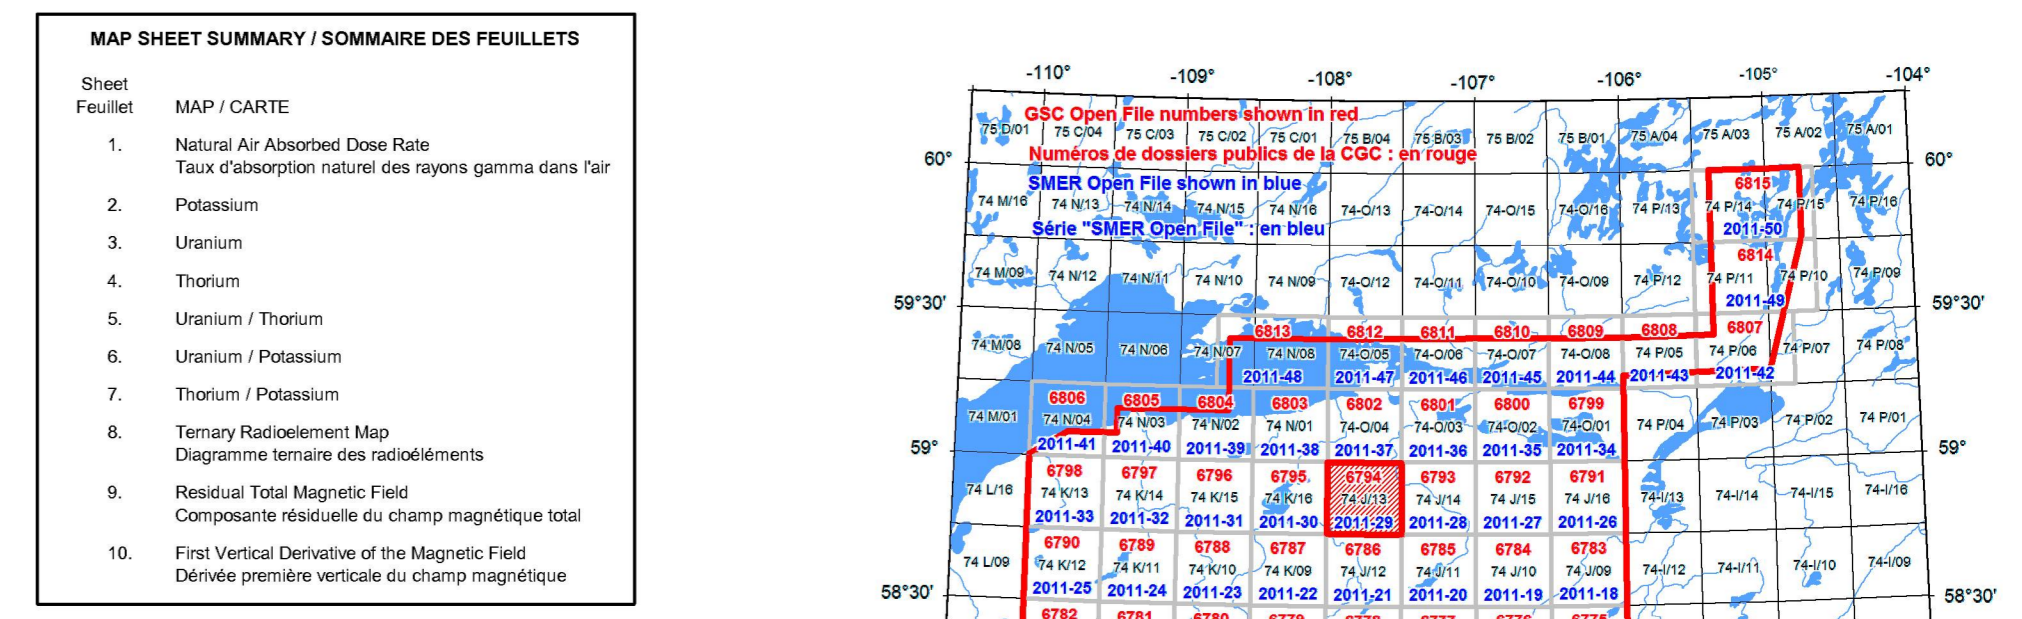 MAP SHEET SUMMARY / SOMMAIRE DES FEUILLETS
Sheet
Feuillet MAP / CARTE
1. Natural Air Absorbed Dose Rate
Taux d'absorption naturel des rayons gamma dans l'air
2. Potassium
3. Uranium
4. Thorium
5. Uranium / Thorium
6. Uranium / Potassium
7. Thorium / Potassium
8. Ternary Radioelement Map
Diagramme ternaire des radioéléments
9. Residual Total Magnetic Field
Composante résiduelle du champ magnétique total
10. First Vertical Derivative of the Magnetic Field
Dérivée première verticale du champ magnétique
-110° -109° -108° -107° -106° -105° -104°
GSC Open File numbers shown in red
75 D/01 75 C/04 75 C/03 75 C/02 75 C/01 75 B/04 75 B/03 75 B/02 75 B/01 75 A/04 75 A/03 75 A/02 75 A/01
Numéros de dossiers publics de la CGC : en rouge
60° 60°
SMER Open File shown in blue 6815
74 M/16 74 N/13 74 N/14 74 N/15 74 N/16 74-O/13 74-O/14 74-O/15 74-O/16 74 P/13 74 P/14 74 P/15 74 P/16
Série "SMER Open File" : en bleu 2011-50
6814
74 M/09 74 N/12 74 N/11 74 N/10 74 N/09 74-O/12 74-O/11 74-O/10 74-O/09 74 P/12 74 P/11 74 P/10 74 P/09
59°30' 2011-49 59°30'
6813 6812 6811 6810 6809 6808 6807
74 M/08 74 N/05 74 N/06 74 N/07 74 N/08 74-O/05 74-O/06 74-O/07 74-O/08 74 P/05 74 P/06 74 P/07 74 P/08
2011-48 2011-47 2011-46 2011-45 2011-44 2011-43 2011-42
6806 6805 6804 6803 6802 6801 6800 6799
74 M/01 74 N/04 74 N/03 74 N/02 74 N/01 74-O/04 74-O/03 74-O/02 74-O/01 74 P/04 74 P/03 74 P/02 74 P/01
59° 2011-41 2011-40 2011-39 2011-38 2011-37 2011-36 2011-35 2011-34 59°
6798 6797 6796 6795 6794 6793 6792 6791
74 L/16 74 K/13 74 K/14 74 K/15 74 K/16 74 J/13 74 J/14 74 J/15 74 J/16 74-I/13 74-I/14 74-I/15 74-I/16
2011-33 2011-32 2011-31 2011-30 2011-29 2011-28 2011-27 2011-26
6790 6789 6788 6787 6786 6785 6784 6783
74 L/09 74 K/12 74 K/11 74 K/10 74 K/09 74 J/12 74 J/11 74 J/10 74 J/09 74-I/12 74-I/11 74-I/10 74-I/09
58°30' 2011-25 2011-24 2011-23 2011-22 2011-21 2011-20 2011-19 2011-18 58°30'
6782 6781 6780 6779 6778 6777 6776 6775